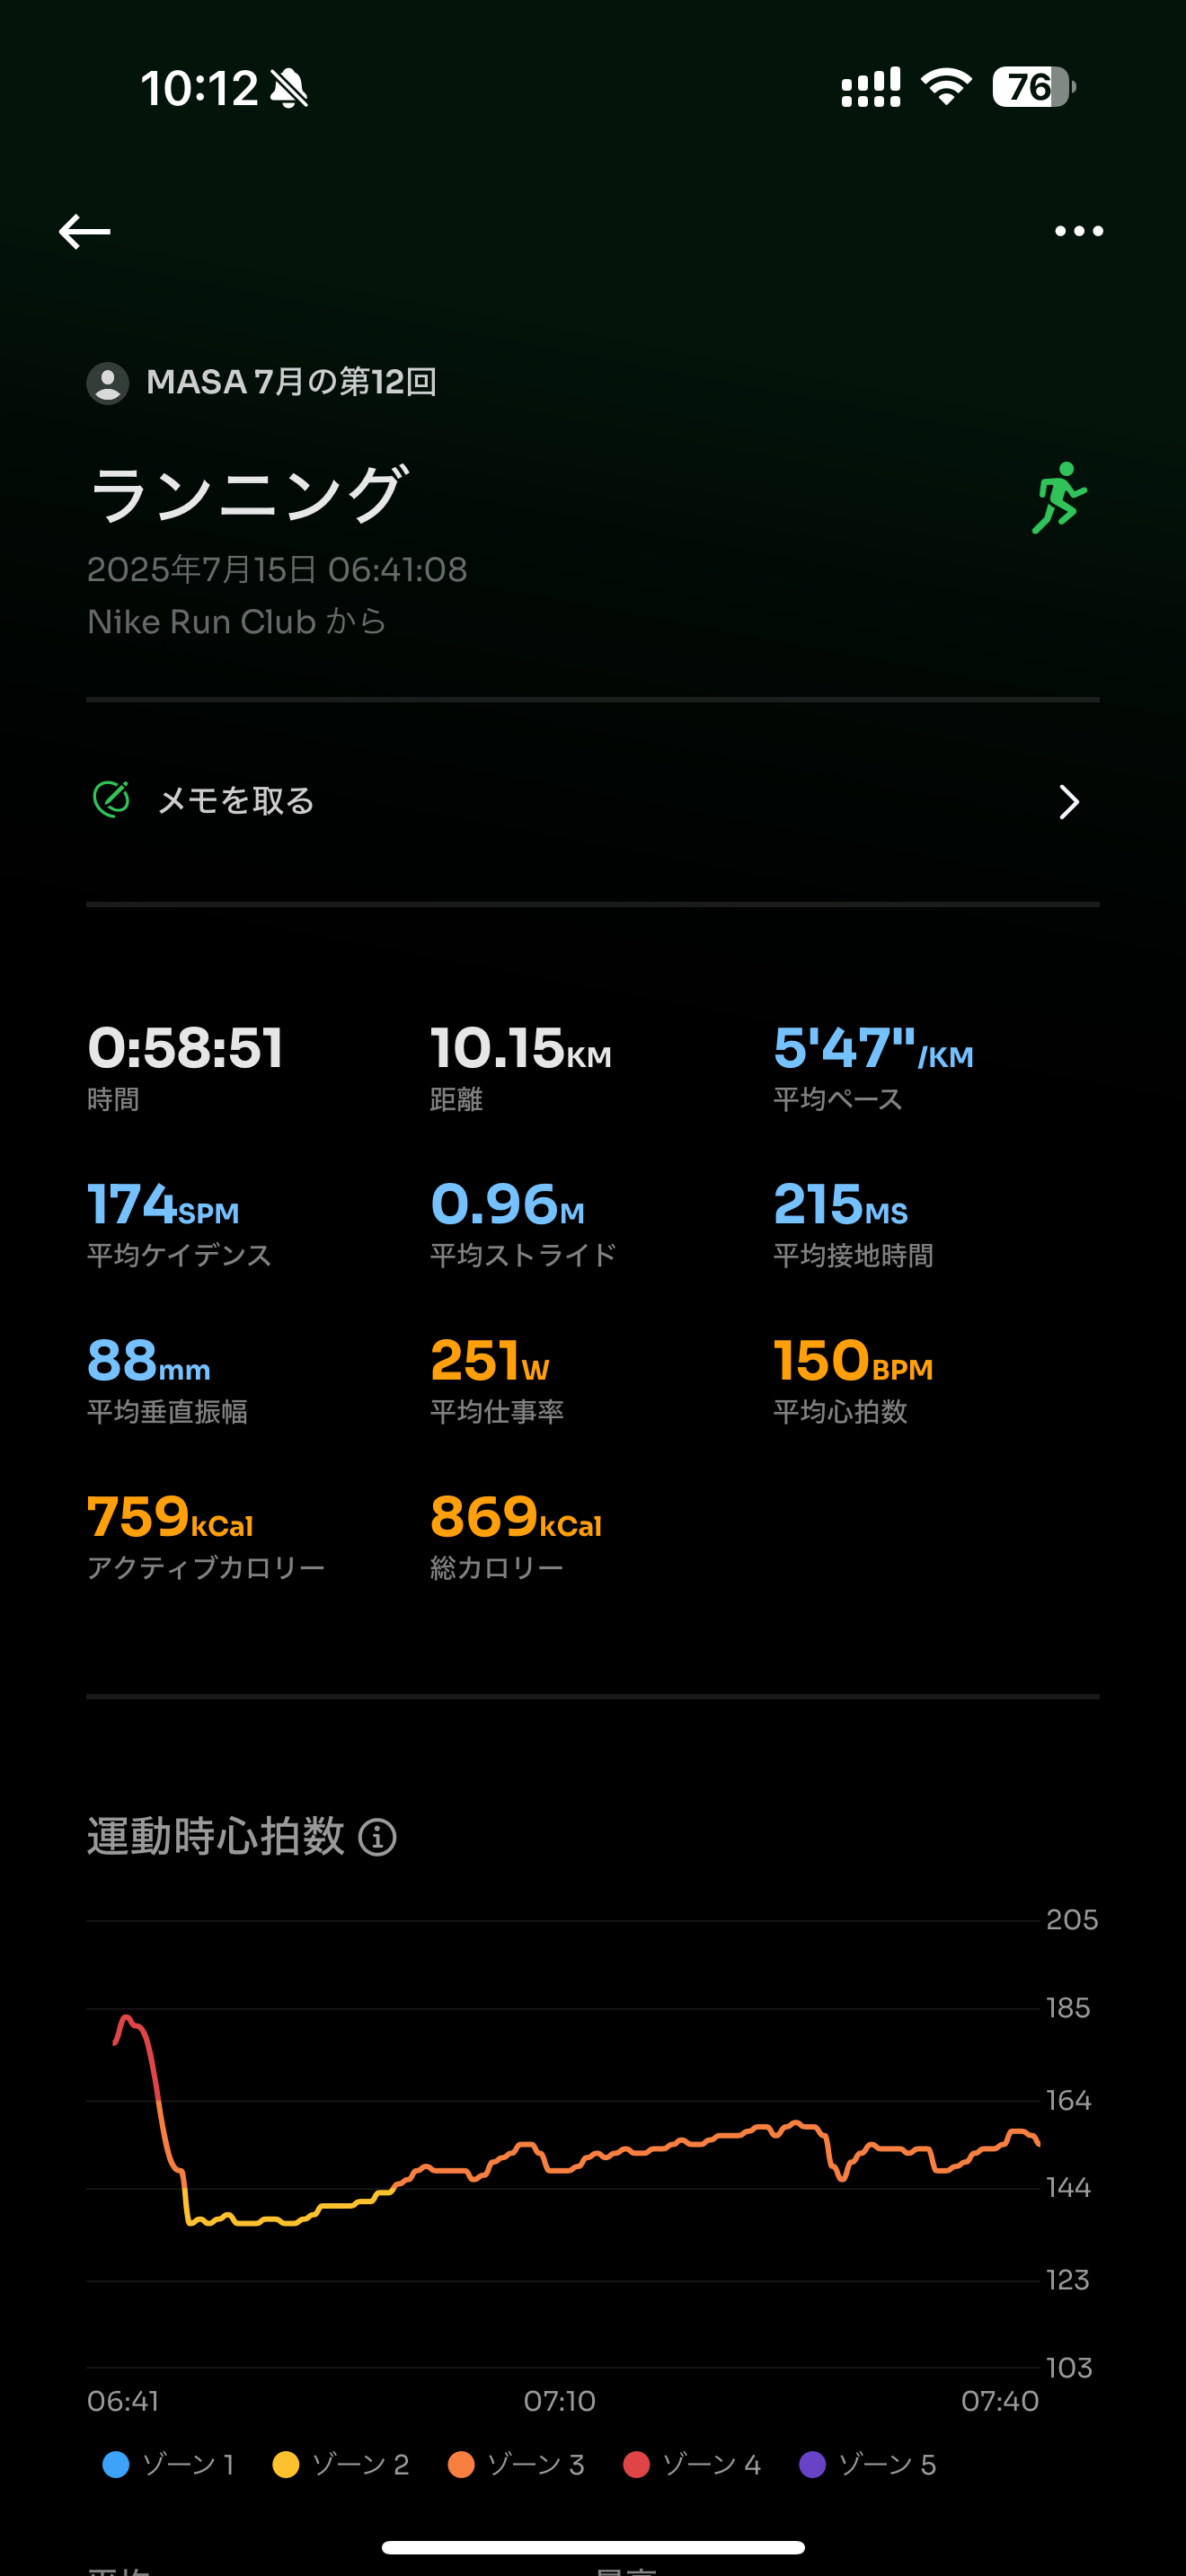 10:12
76
MASA 7月の第12回
ランニング
2025年7月15日 06:41:08
Nike Run Club から
メモを取る
0:58:51 10.15KM 5'47"/KM
時間 距離 平均ペース
174SPM 0.96M 215MS
平均ケイデンス 平均ストライド 平均接地時間
88mm 251W 150BPM
平均垂直振幅 平均仕事率 平均心拍数
759kCal 869kCal
アクティブカロリー 総カロリー
運動時心拍数
205
185
164
144
123
103
06:41 07:10 07:40
ゾーン 1 ゾーン 2 ゾーン 3 ゾーン 4 ゾーン 5